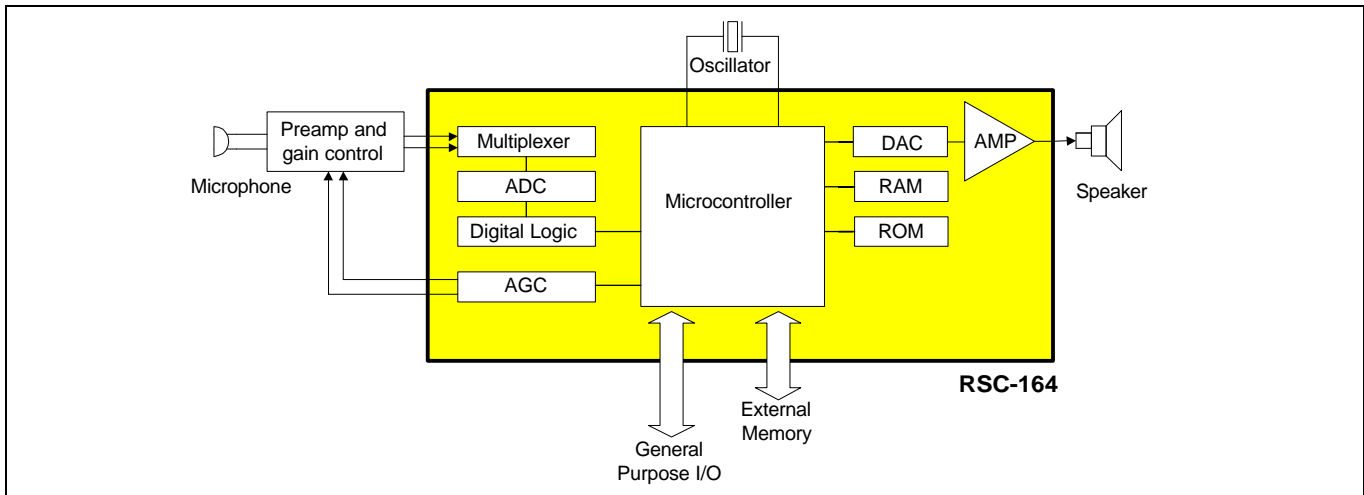 Oscillator
Preamp and
gain control
Microphone
Multiplexer
ADC
Digital Logic
AGC
Microcontroller
DAC
RAM
ROM
AMP
Speaker
RSC-164
General
Purpose I/O
External
Memory